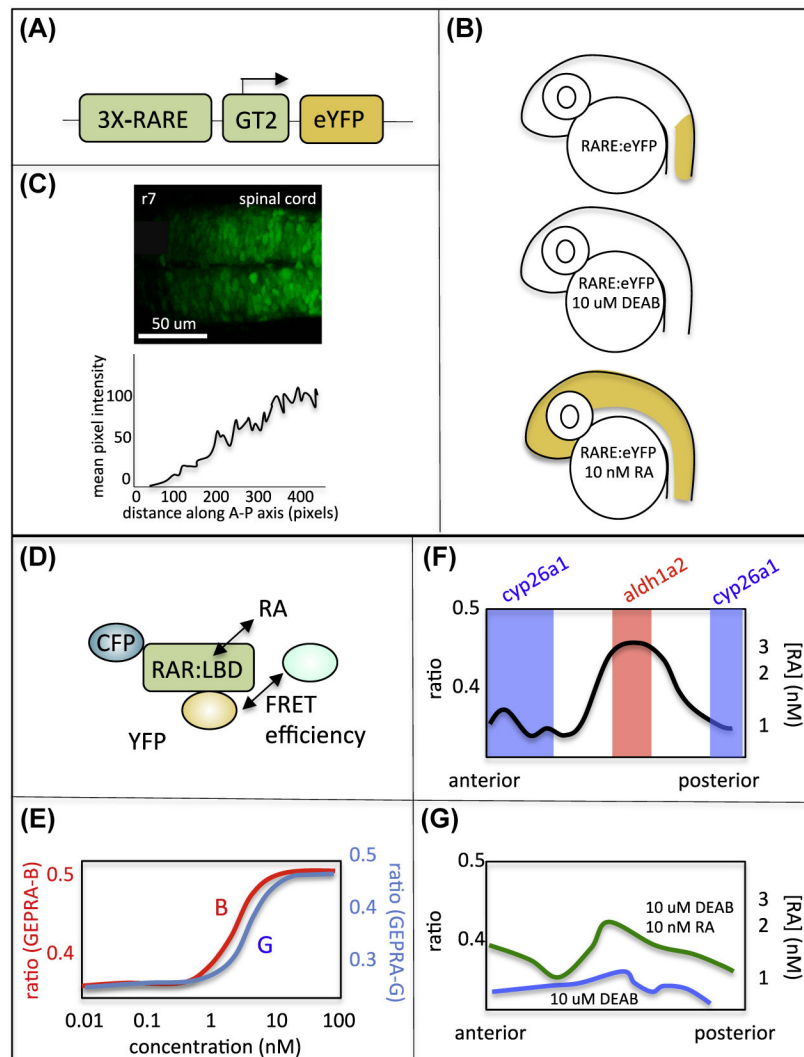 (A)
3X-RARE
GT2
eYFP
(B)
RARE:eYFP
RARE:eYFP
10 uM DEAB
RARE:eYFP
10 nM RA
(C)
r7
spinal cord
50 um
mean pixel intensity
100
50
0
0
100
200
300
400
distance along A-P axis (pixels)
(D)
CFP
RAR:LBD
RA
FRET
efficiency
YFP
(E)
ratio (GEPRA-B)
0.5
0.4
B
G
0.5
0.4
0.3
ratio (GEPRA-G)
0.01
0.1
1
10
100
concentration (nM)
(F)
cyp26a1
aldh1a2
cyp26a1
ratio
0.5
0.4
3
2
1
[RA] (nM)
anterior
posterior
(G)
ratio
0.5
0.4
10 uM DEAB
10 nM RA
10 uM DEAB
3
2
1
[RA] (nM)
anterior
posterior